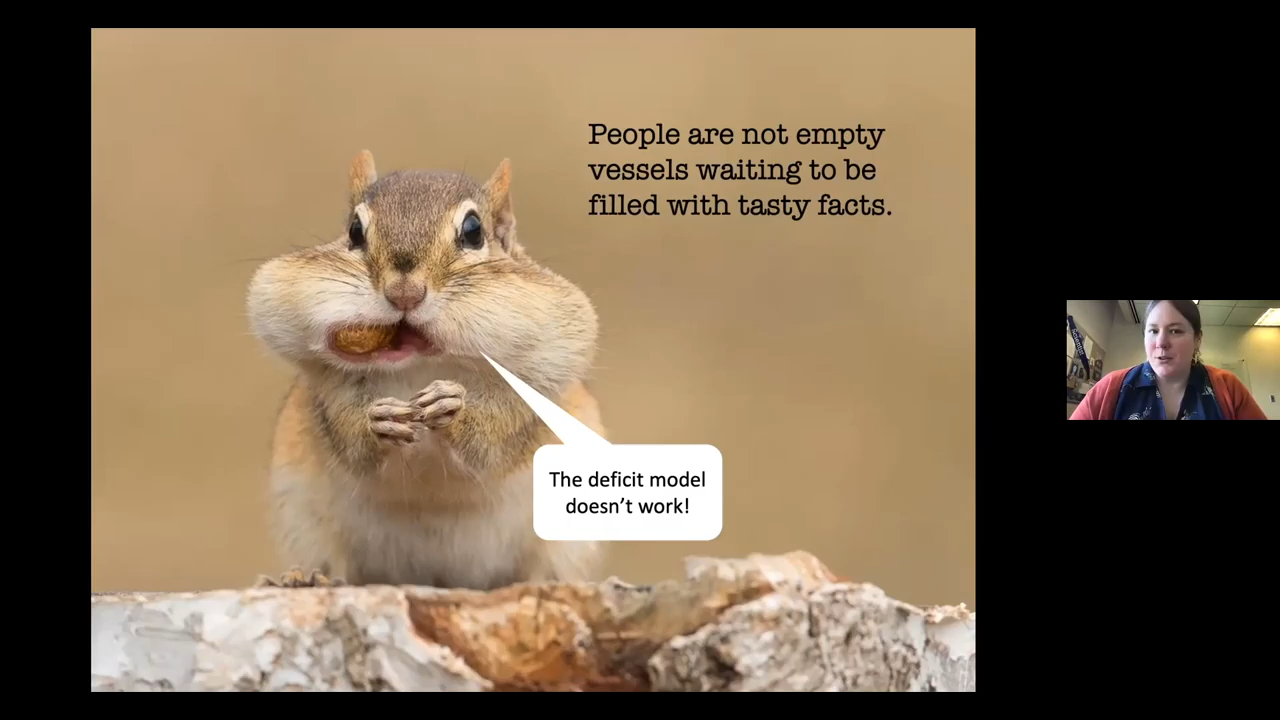 People are not empty
vessels waiting to be
filled with tasty facts.
The deficit model
doesn't work!